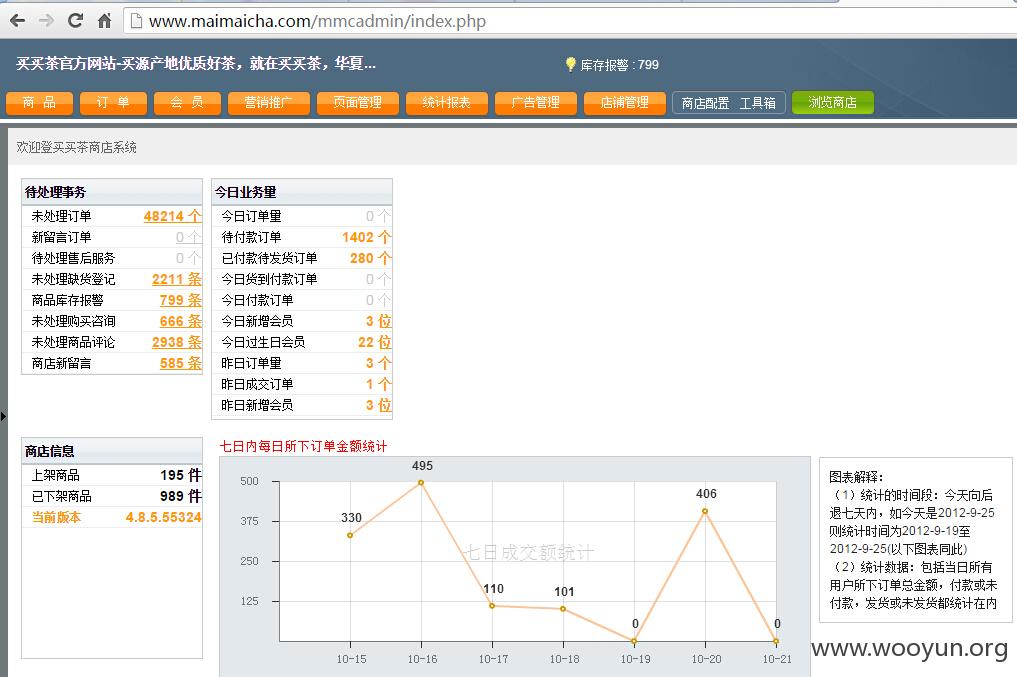 www.maimaicha.com/mmcadmin/index.php
买买茶官方网站-买源产地优质好茶，就在买买茶，华夏...
库存报警 : 799
商 品 订 单 会 员 营销推广 页面管理 统计报表 广告管理 店铺管理 商店配置 工具箱 浏览商店
欢迎登买买茶商店系统
待处理事务
未处理订单 48214 个
新留言订单 0 个
待处理售后服务 0 个
未处理缺货登记 2211 条
商品库存报警 799 条
未处理购买咨询 666 条
未处理商品评论 2938 条
商店新留言 585 条
今日业务量
今日订单量 0 个
待付款订单 1402 个
已付款待发货订单 280 个
今日货到付款订单 0 个
今日付款订单 0 个
今日新增会员 3 位
今日过生日会员 22 位
昨日订单量 3 个
昨日成交订单 1 个
昨日新增会员 3 位
商店信息
上架商品 195 件
已下架商品 989 件
当前版本 4.8.5.55324
七日内每日所下订单金额统计
500
375
250
125
330
495
110
101
0
406
0
七日成交额统计
10-15 10-16 10-17 10-18 10-19 10-20 10-21
图表解释：
（1）统计的时间段：今天向后
退七天内，如今天是2012-9-25
则统计时间为2012-9-19至
2012-9-25(以下图表同此)
（2）统计数据：包括当日所有
用户所下订单总金额，付款或未
付款，发货或未发货都统计在内
www.wooyun.org